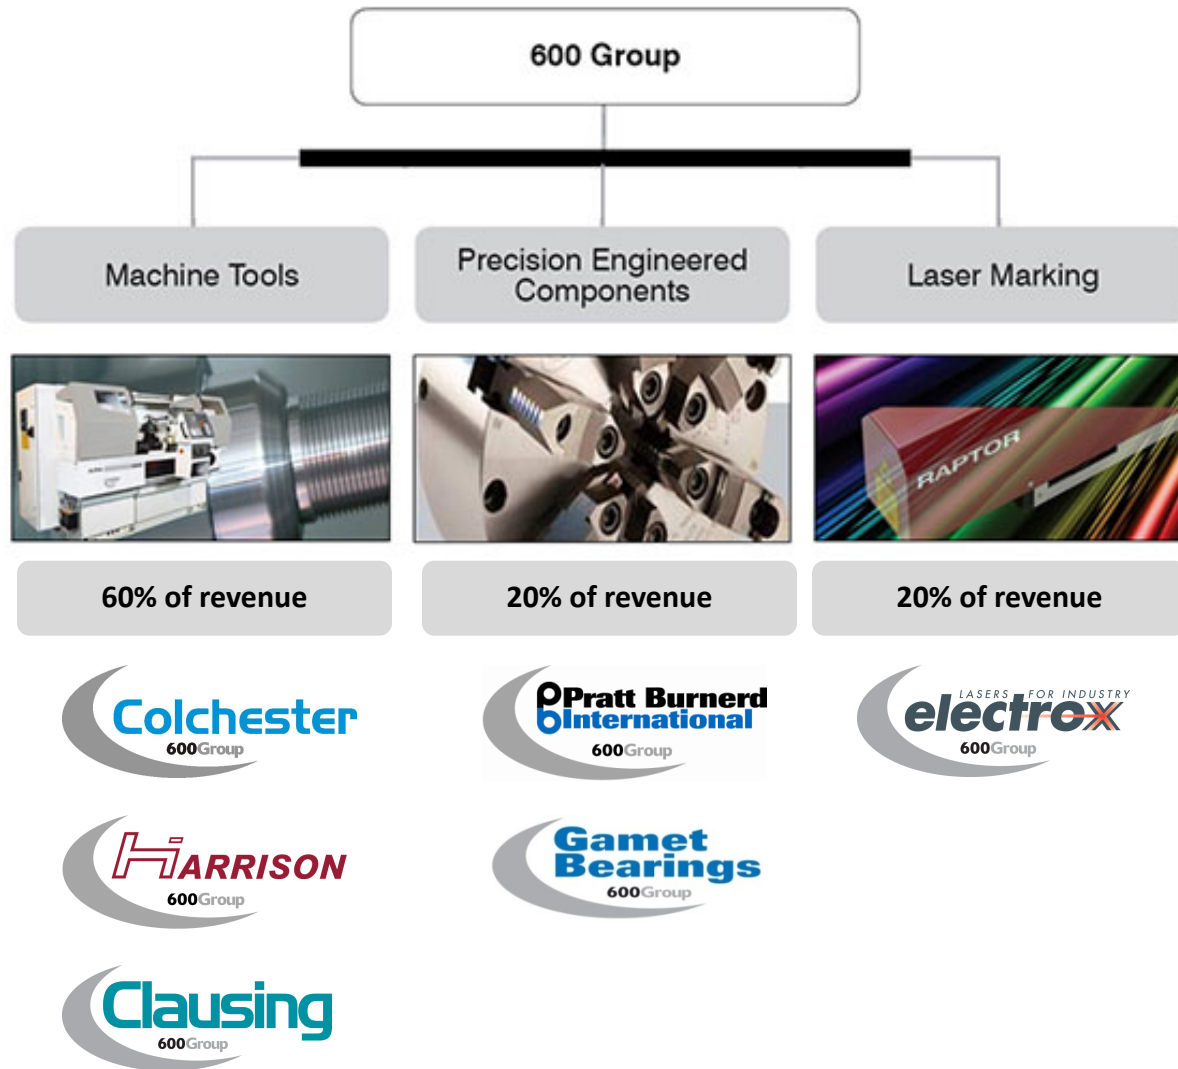 600 Group
Machine Tools
Precision Engineered
Components
Laser Marking
RAPTOR
60% of revenue
20% of revenue
20% of revenue
Colchester
600Group
Pratt Burnerd
International
600Group
LASERS FOR INDUSTRY
electrox
600Group
HARRISON
600Group
Gamet
Bearings
600Group
Clausing
600Group